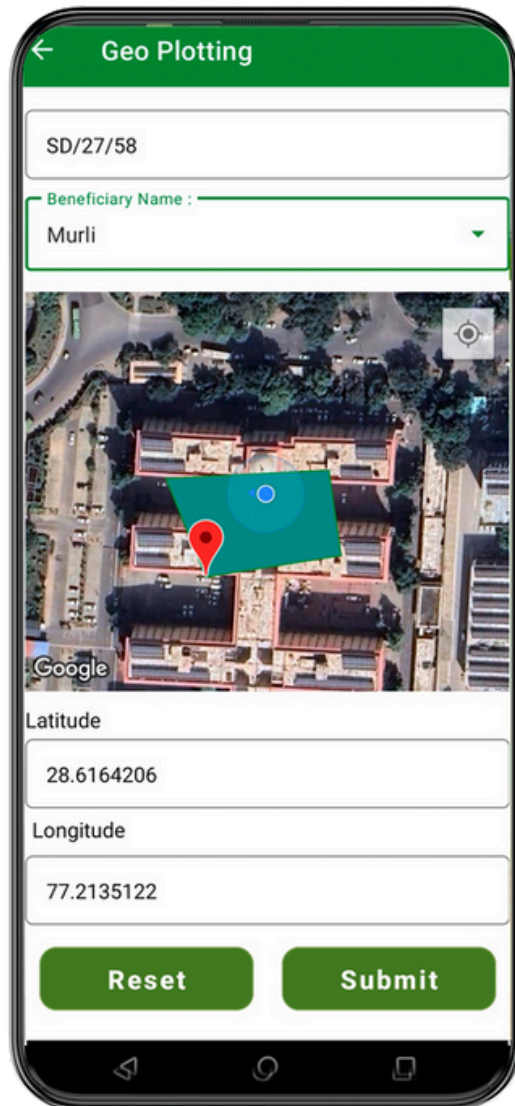 Geo Plotting
SD/27/58
Beneficiary Name :
Murli
Google
Latitude
28.6164206
Longitude
77.2135122
Reset Submit